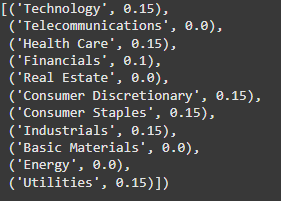 [('Technology', 0.15),
('Telecommunications', 0.0),
('Health Care', 0.15),
('Financials', 0.1),
('Real Estate', 0.0),
('Consumer Discretionary', 0.15),
('Consumer Staples', 0.15),
('Industrials', 0.15),
('Basic Materials', 0.0),
('Energy', 0.0),
('Utilities', 0.15)])